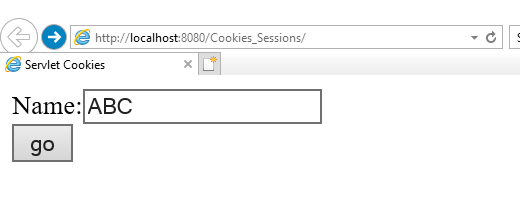 http://localhost:8080/Cookies_Sessions/
Servlet Cookies
Name: ABC
go